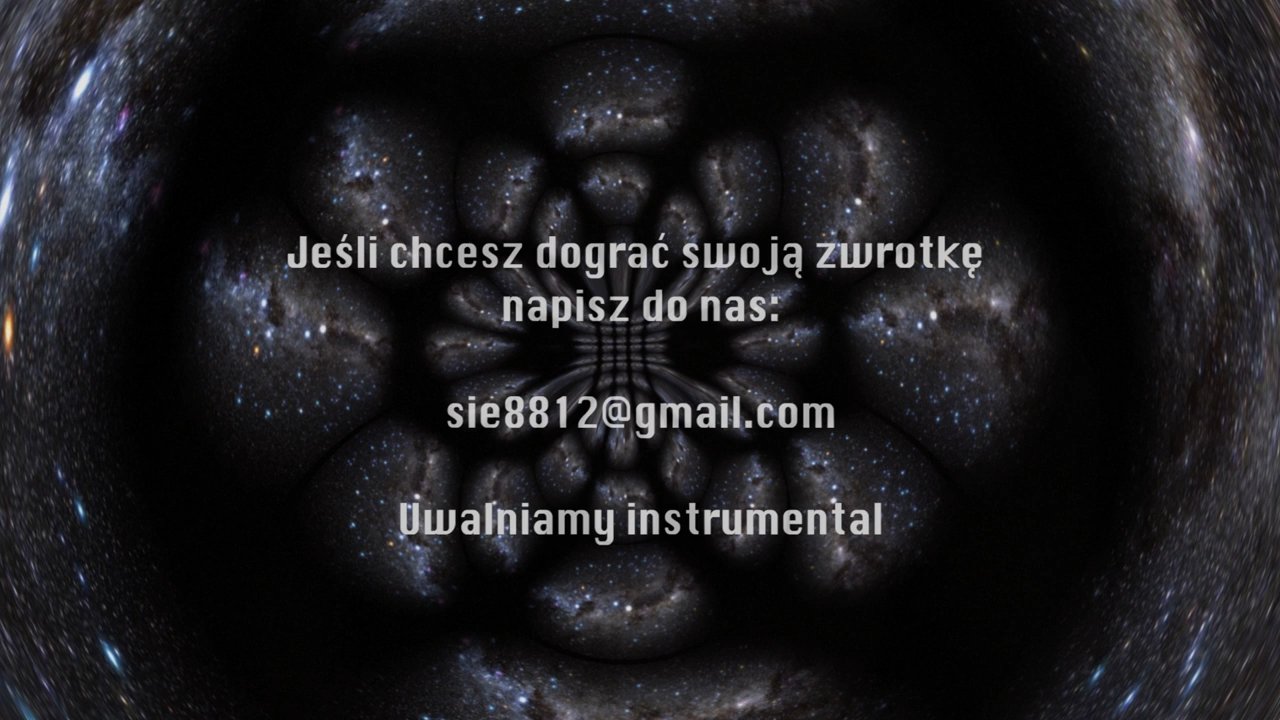 Jeśli chcesz dograć swoją zwrotkę
napisz do nas:
sie8812@gmail.com
Uwalniamy instrumental